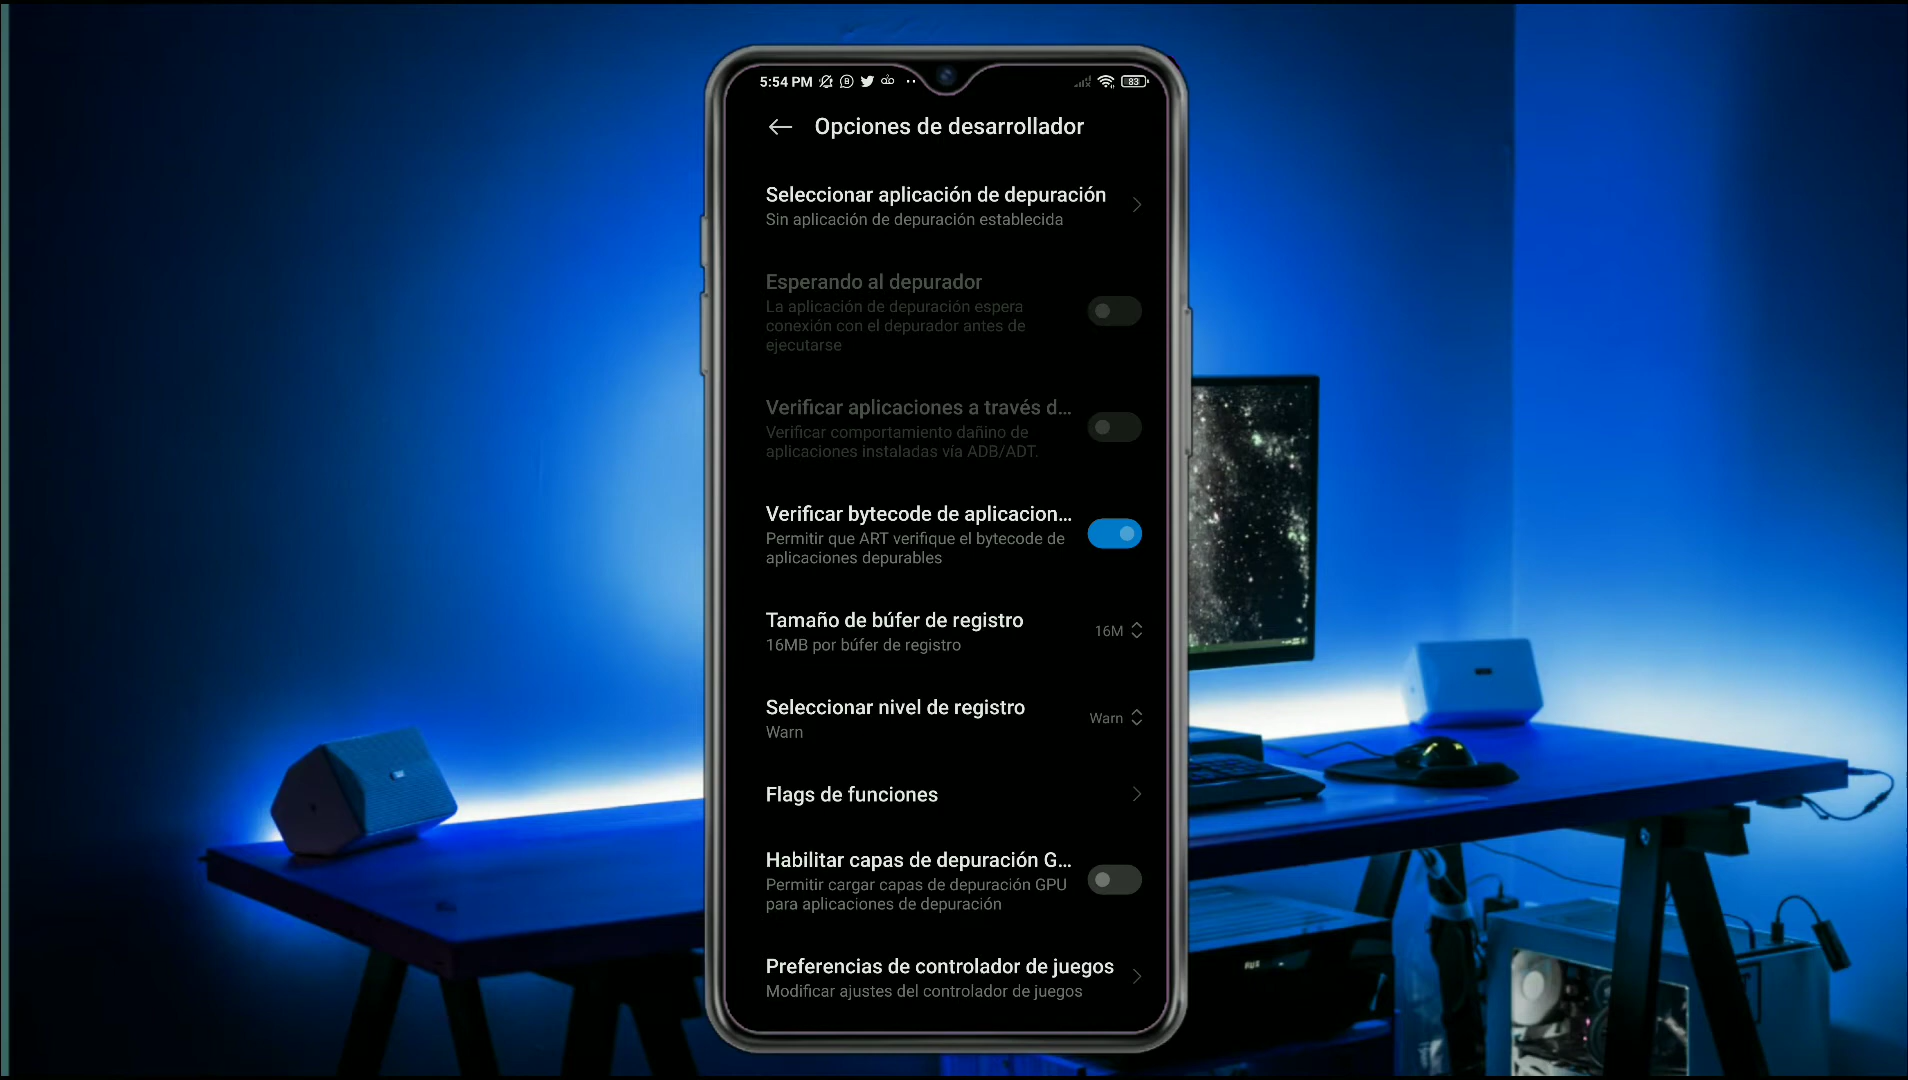 5:54 PM
83
Opciones de desarrollador
Seleccionar aplicación de depuración
Sin aplicación de depuración establecida
Esperando al depurador
La aplicación de depuración espera
conexión con el depurador antes de
ejecutarse
Verificar aplicaciones a través d...
Verificar comportamiento dañino de
aplicaciones instaladas vía ADB/ADT.
Verificar bytecode de aplicacion...
Permitir que ART verifique el bytecode de
aplicaciones depurables
Tamaño de búfer de registro
16MB por búfer de registro
16M
Seleccionar nivel de registro
Warn
Warn
Flags de funciones
Habilitar capas de depuración G...
Permitir cargar capas de depuración GPU
para aplicaciones de depuración
Preferencias de controlador de juegos
Modificar ajustes del controlador de juegos